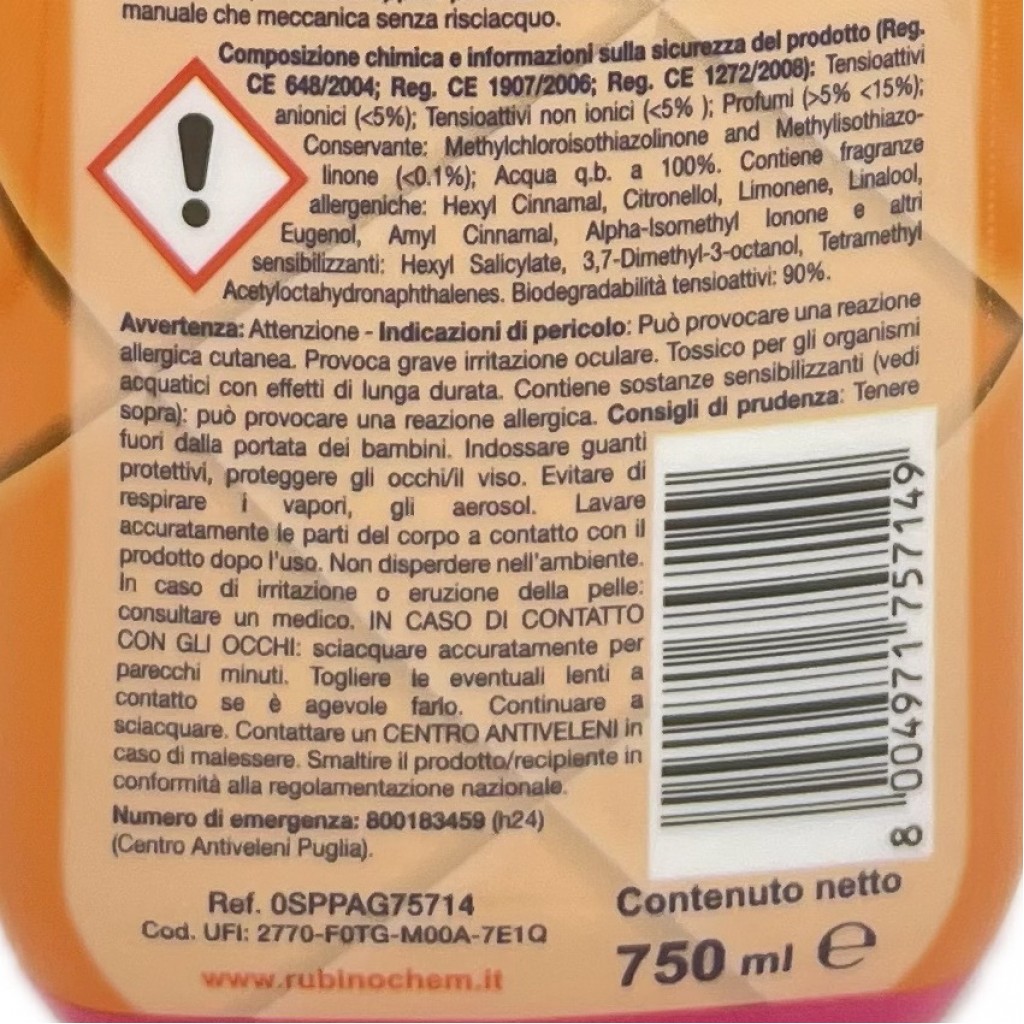 manuale che meccanica senza risciacquo.
Composizione chimica e informazioni sulla sicurezza del prodotto (Reg.
CE 648/2004; Reg. CE 1907/2006; Reg. CE 1272/2008): Tensioattivi
anionici (<5%); Tensioattivi non ionici (<5% ); Profumi (>5% <15%);
Conservante: Methylchloroisothiazolinone and Methylisothiazo-
linone (<0.1%); Acqua q.b. a 100%. Contiene fragranze
allergeniche: Hexyl Cinnamal, Citronellol, Limonene, Linalool,
Eugenol, Amyl Cinnamal, Alpha-Isomethyl Ionone e altri
sensibilizzanti: Hexyl Salicylate, 3,7-Dimethyl-3-octanol, Tetramethyl
Acetyloctahydronaphthalenes. Biodegradabilità tensioattivi: 90%.
Avvertenza: Attenzione - Indicazioni di pericolo: Può provocare una reazione
allergica cutanea. Provoca grave irritazione oculare. Tossico per gli organismi
acquatici con effetti di lunga durata. Contiene sostanze sensibilizzanti (vedi
sopra): può provocare una reazione allergica. Consigli di prudenza: Tenere
fuori dalla portata dei bambini. Indossare guanti
protettivi, proteggere gli occhi/il viso. Evitare di
respirare i vapori, gli aerosol. Lavare
accuratamente le parti del corpo a contatto con il
prodotto dopo l'uso. Non disperdere nell'ambiente.
In caso di irritazione o eruzione della pelle:
consultare un medico. IN CASO DI CONTATTO
CON GLI OCCHI: sciacquare accuratamente per
parecchi minuti. Togliere le eventuali lenti a
contatto se è agevole farlo. Continuare a
sciacquare. Contattare un CENTRO ANTIVELENI in
caso di malessere. Smaltire il prodotto/recipiente in
conformità alla regolamentazione nazionale.
Numero di emergenza: 800183459 (h24)
(Centro Antiveleni Puglia).
8 004971 757149
Ref. 0SPPAG75714
Cod. UFI: 2770-F0TG-M00A-7E1Q
www.rubinochem.it
Contenuto netto
750 ml e